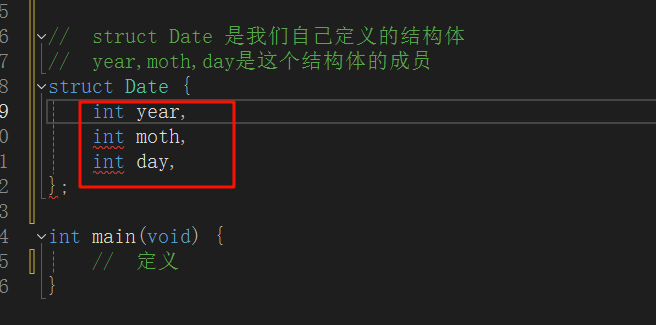 5
6 // struct Date 是我们自己定义的结构体
7 // year,moth,day是这个结构体的成员
8 struct Date {
9 int year,
0 int moth,
1 int day,
2 };
3
4 int main(void) {
5 // 定义
6 }